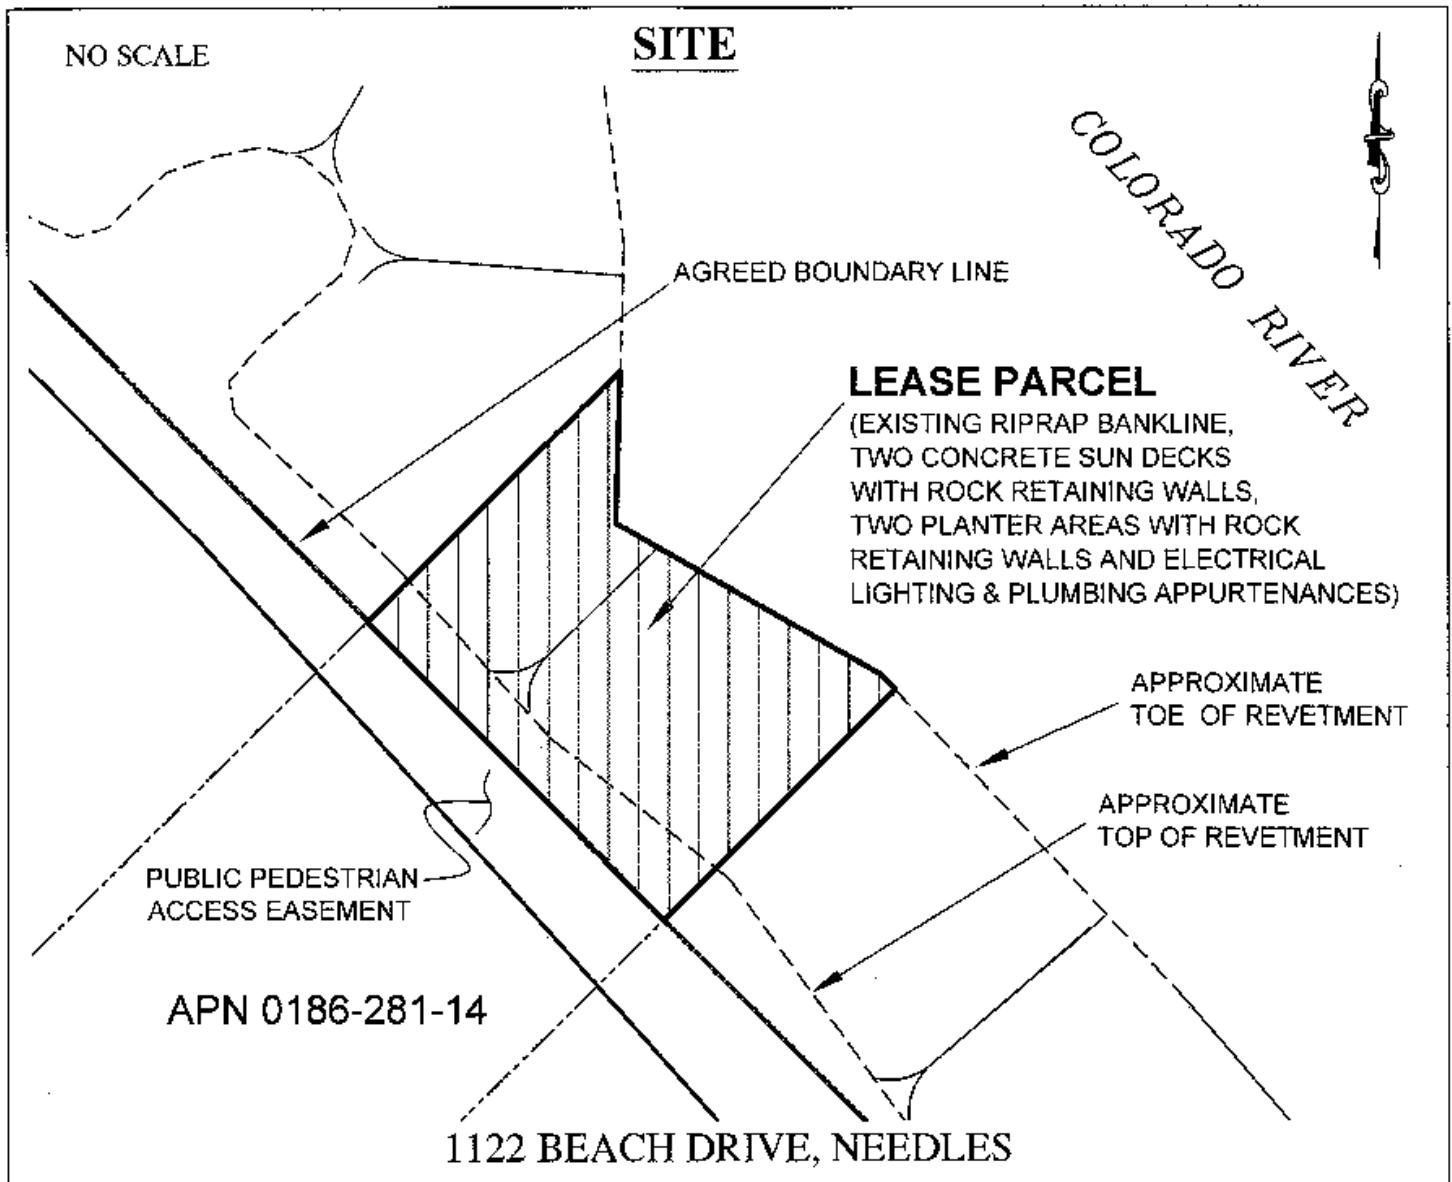 NO SCALE
SITE
COLORADO RIVER
AGREED BOUNDARY LINE
LEASE PARCEL
(EXISTING RIPRAP BANKLINE,
TWO CONCRETE SUN DECKS
WITH ROCK RETAINING WALLS,
TWO PLANTER AREAS WITH ROCK
RETAINING WALLS AND ELECTRICAL
LIGHTING & PLUMBING APPURTENANCES)
APPROXIMATE
TOE OF REVETMENT
APPROXIMATE
TOP OF REVETMENT
PUBLIC PEDESTRIAN
ACCESS EASEMENT
APN 0186-281-14
1122 BEACH DRIVE, NEEDLES